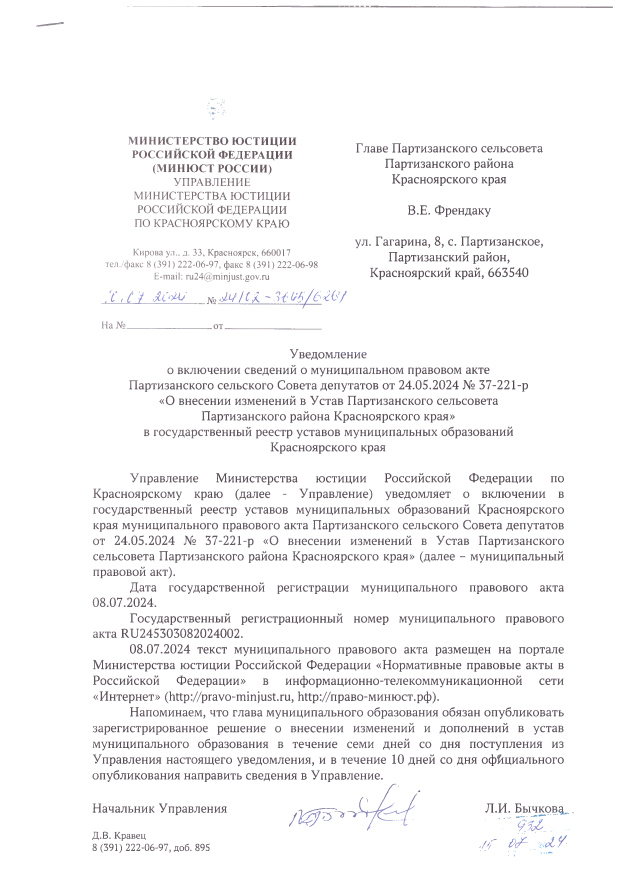 МИНИСТЕРСТВО ЮСТИЦИИ
РОССИЙСКОЙ ФЕДЕРАЦИИ
(МИНЮСТ РОССИИ)
УПРАВЛЕНИЕ
МИНИСТЕРСТВА ЮСТИЦИИ
РОССИЙСКОЙ ФЕДЕРАЦИИ
ПО КРАСНОЯРСКОМУ КРАЮ
Кирова ул., д. 33, Красноярск, 660017
тел./факс 8 (391) 222-06-97, факс 8 (391) 222-06-98
E-mail: ru24@minjust.gov.ru
07 2024 №
На № от
Главе Партизанского сельсовета
Партизанского района
Красноярского края
В.Е. Френдаку
ул. Гагарина, 8, с. Партизанское,
Партизанский район,
Красноярский край, 663540
Уведомление
о включении сведений о муниципальном правовом акте
Партизанского сельского Совета депутатов от 24.05.2024 № 37-221-р
«О внесении изменений в Устав Партизанского сельсовета
Партизанского района Красноярского края»
в государственный реестр уставов муниципальных образований
Красноярского края
Управление Министерства юстиции Российской Федерации по
Красноярскому краю (далее - Управление) уведомляет о включении в
государственный реестр уставов муниципальных образований Красноярского
края муниципального правового акта Партизанского сельского Совета депутатов
от 24.05.2024 № 37-221-р «О внесении изменений в Устав Партизанского
сельсовета Партизанского района Красноярского края» (далее – муниципальный
правовой акт).
Дата государственной регистрации муниципального правового акта
08.07.2024.
Государственный регистрационный номер муниципального правового
акта RU245303082024002.
08.07.2024 текст муниципального правового акта размещен на портале
Министерства юстиции Российской Федерации «Нормативные правовые акты в
Российской Федерации» в информационно-телекоммуникационной сети
«Интернет» (http://pravo-minjust.ru, http://право-минюст.рф).
Напоминаем, что глава муниципального образования обязан опубликовать
зарегистрированное решение о внесении изменений и дополнений в устав
муниципального образования в течение семи дней со дня поступления из
Управления настоящего уведомления, и в течение 10 дней со дня официального
опубликования направить сведения в Управление.
Начальник Управления Л.И. Бычкова
932
15 07 24
Д.В. Кравец
8 (391) 222-06-97, доб. 895